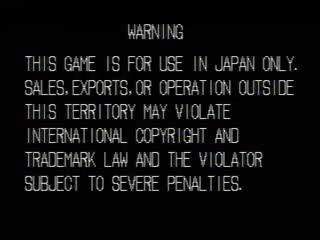 WARNING
THIS GAME IS FOR USE IN JAPAN ONLY.
SALES,EXPORTS,OR OPERATION OUTSIDE
THIS TERRITORY MAY VIOLATE
INTERNATIONAL COPYRIGHT AND
TRADEMARK LAW AND THE VIOLATOR
SUBJECT TO SEVERE PENALTIES.